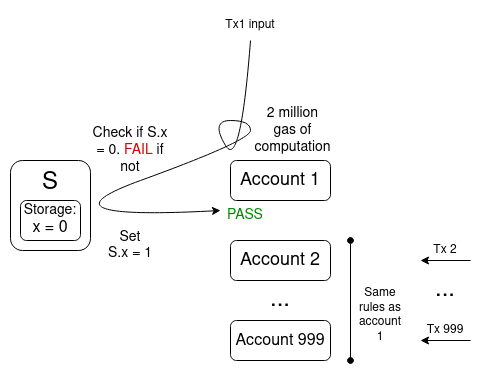 Tx1 input
2 million
gas of
computation
Check if S.x
= 0. FAIL if
not
Account 1
S
Storage:
x = 0
PASS
Set
S.x = 1
Account 2
Tx 2
...
Same
rules as
account
1
...
Account 999
Tx 999